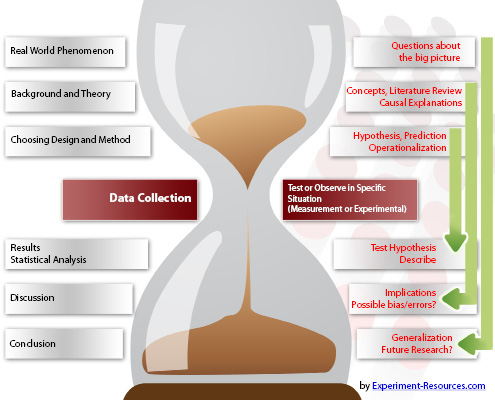 Real World Phenomenon
Questions about
the big picture
Background and Theory
Concepts, Literature Review
Causal Explanations
Choosing Design and Method
Hypothesis, Prediction
Operationalization
Data Collection
Test or Observe in Specific
Situation
(Measurement or Experimental)
Results
Statistical Analysis
Test Hypothesis
Describe
Discussion
Implications
Possible bias/errors?
Conclusion
Generalization
Future Research?
by Experiment-Resources.com